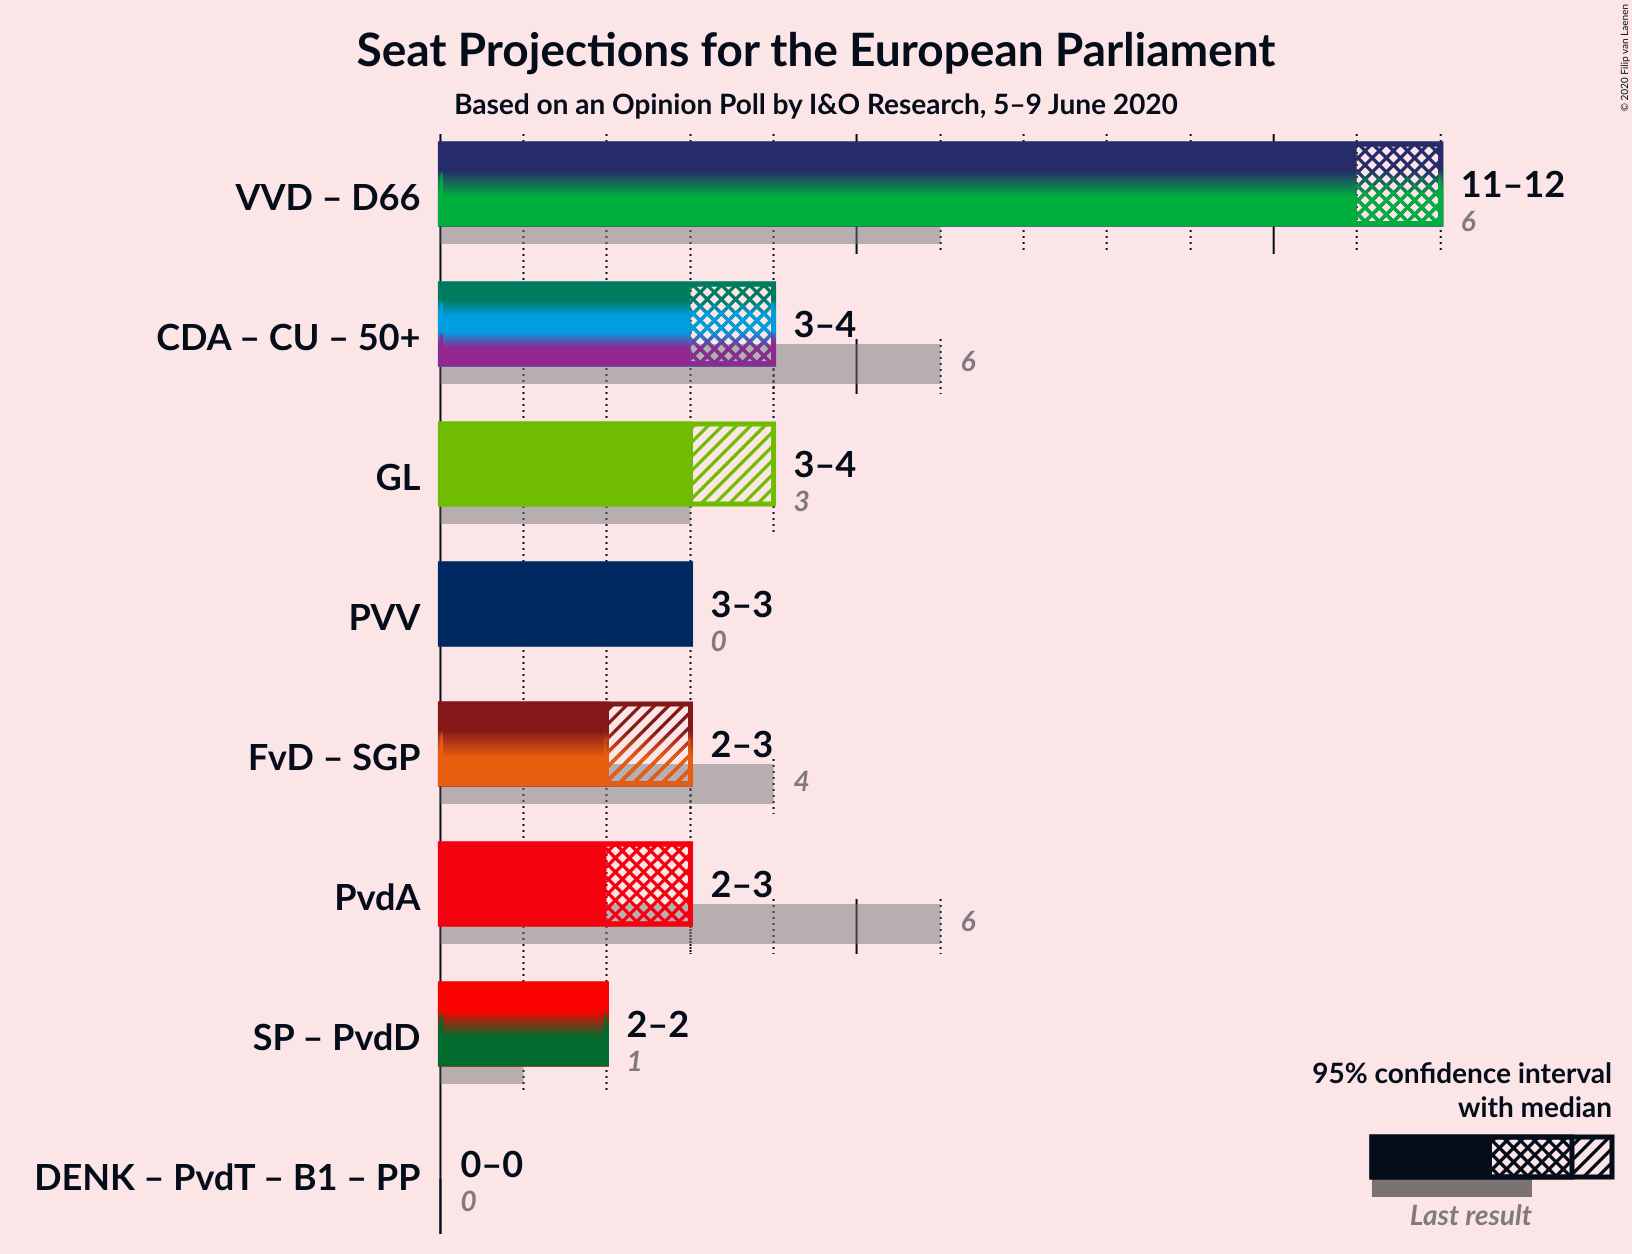 Seat Projections for the European Parliament
Based on an Opinion Poll by I&O Research, 5–9 June 2020
© 2020 Filip van Laenen
VVD – D66
11–12
6
CDA – CU – 50+
3–4
6
GL
3–4
3
PVV
3–3
0
FvD – SGP
2–3
4
PvdA
2–3
6
SP – PvdD
2–2
1
DENK – PvdT – B1 – PP
0–0
0
95% confidence interval
with median
Last result